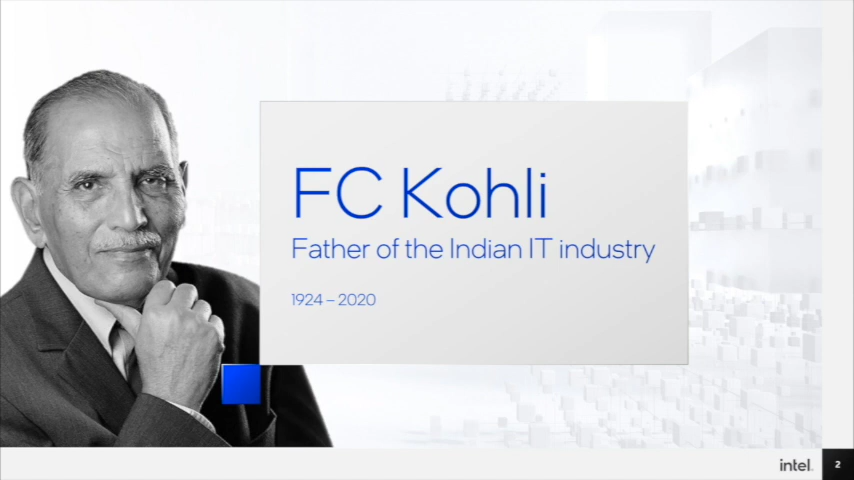 FC Kohli
Father of the Indian IT industry
1924 – 2020
intel.
2